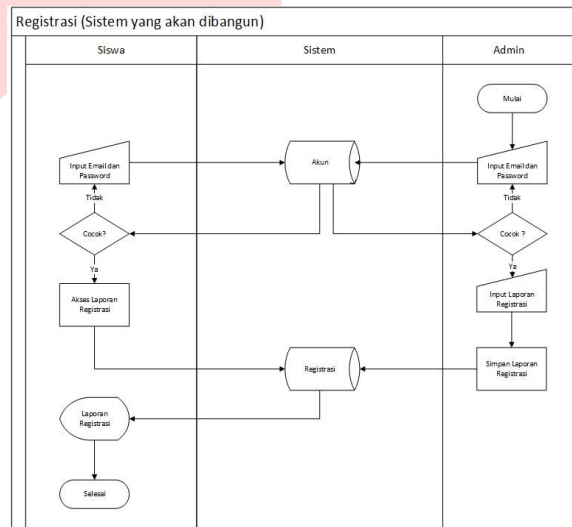 Registrasi (Sistem yang akan dibangun)
Siswa
Sistem
Admin
Mulai
Input Email dan
Password
Akun
Input Email dan
Password
Tidak
Tidak
Cocok?
Cocok ?
Ya
Ya
Akses Laporan
Registrasi
Input Laporan
Registrasi
Registrasi
Simpan Laporan
Registrasi
Laporan
Registrasi
Selesai